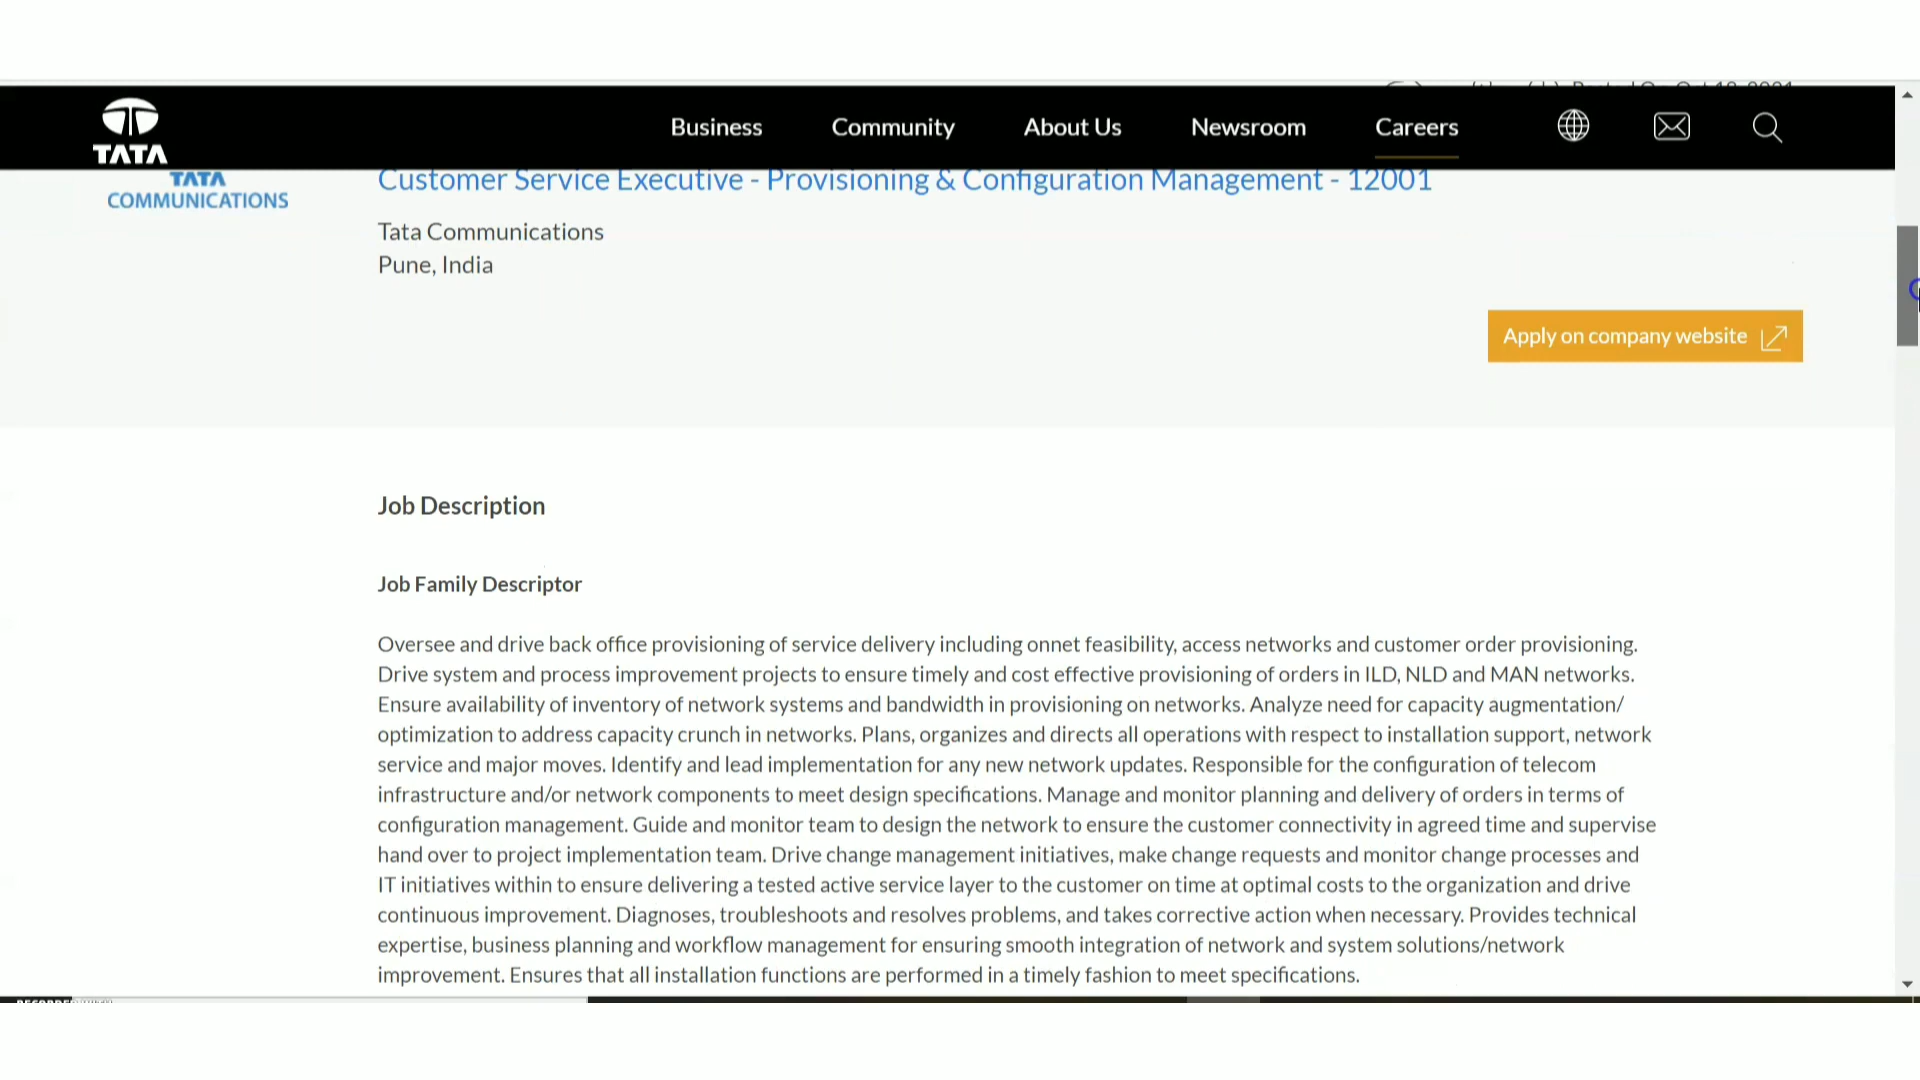 Business Community About Us Newsroom Careers
TATA
TATA
COMMUNICATIONS
Customer Service Executive - Provisioning & Configuration Management - 12001
Tata Communications
Pune, India
Apply on company website
Job Description
Job Family Descriptor
Oversee and drive back office provisioning of service delivery including onnet feasibility, access networks and customer order provisioning.
Drive system and process improvement projects to ensure timely and cost effective provisioning of orders in ILD, NLD and MAN networks.
Ensure availability of inventory of network systems and bandwidth in provisioning on networks. Analyze need for capacity augmentation/
optimization to address capacity crunch in networks. Plans, organizes and directs all operations with respect to installation support, network
service and major moves. Identify and lead implementation for any new network updates. Responsible for the configuration of telecom
infrastructure and/or network components to meet design specifications. Manage and monitor planning and delivery of orders in terms of
configuration management. Guide and monitor team to design the network to ensure the customer connectivity in agreed time and supervise
hand over to project implementation team. Drive change management initiatives, make change requests and monitor change processes and
IT initiatives within to ensure delivering a tested active service layer to the customer on time at optimal costs to the organization and drive
continuous improvement. Diagnoses, troubleshoots and resolves problems, and takes corrective action when necessary. Provides technical
expertise, business planning and workflow management for ensuring smooth integration of network and system solutions/network
improvement. Ensures that all installation functions are performed in a timely fashion to meet specifications.